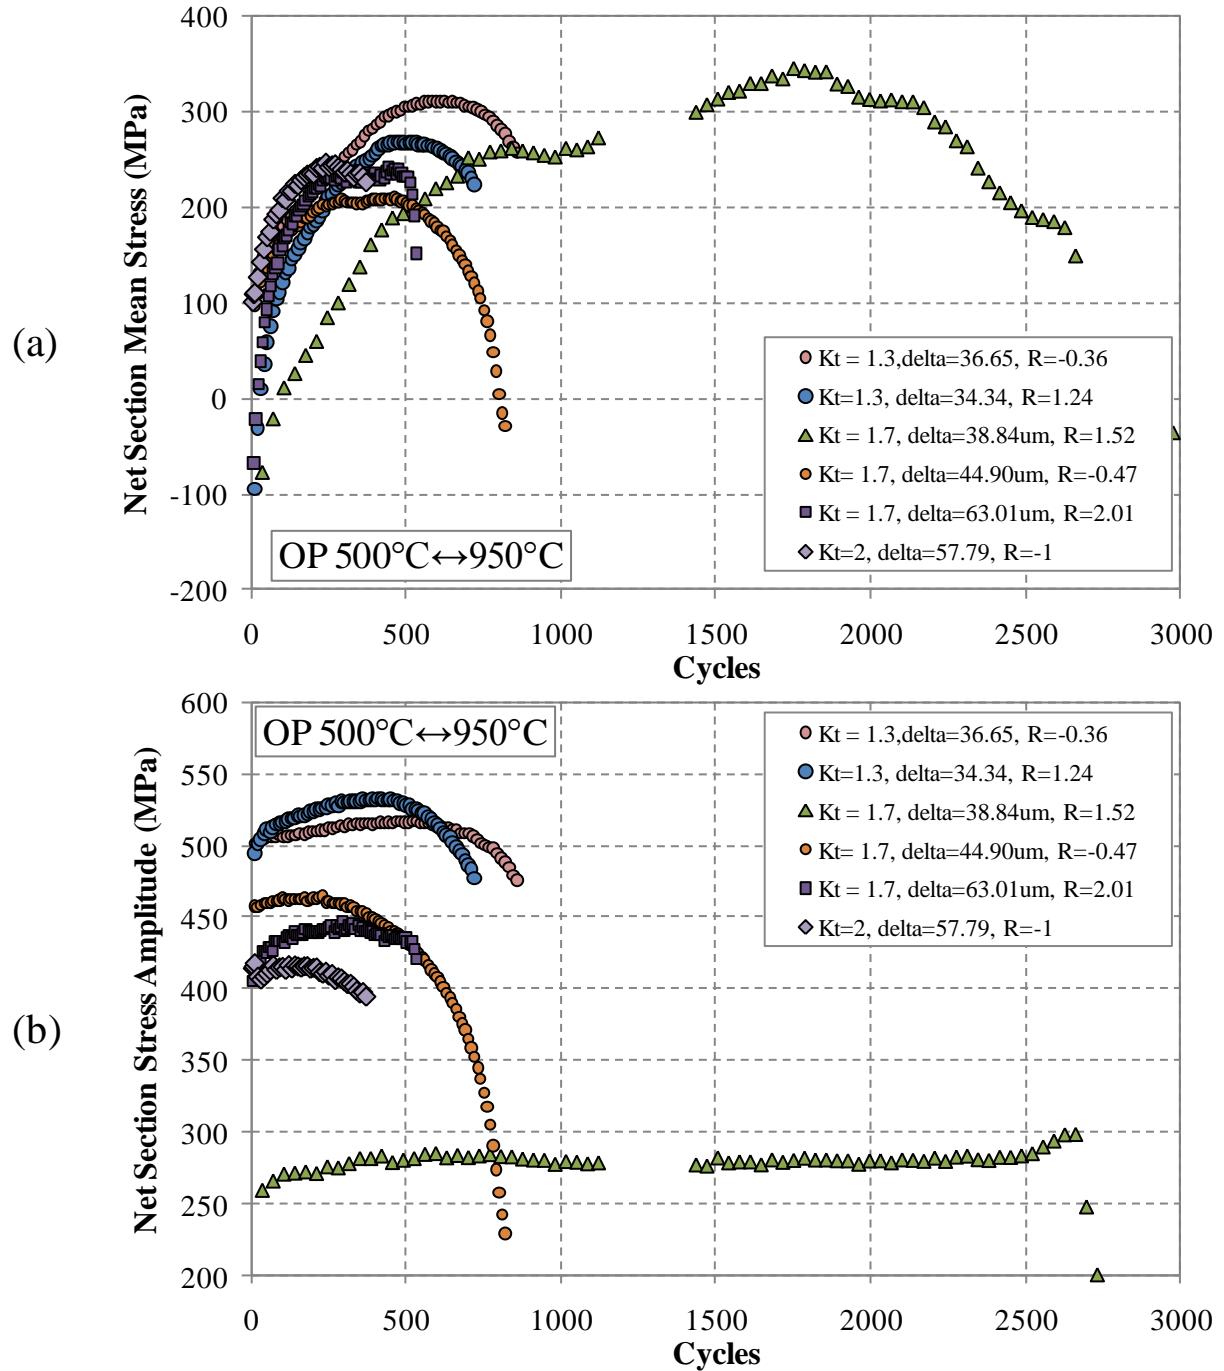 (a)
Net Section Mean Stress (MPa)
400
300
200
100
0
-100
-200
Kt = 1.3,delta=36.65, R=-0.36
Kt=1.3, delta=34.34, R=1.24
Kt = 1.7, delta=38.84um, R=1.52
Kt= 1.7, delta=44.90um, R=-0.47
Kt = 1.7, delta=63.01um, R=2.01
Kt=2, delta=57.79, R=-1
OP 500°C↔950°C
0 500 1000 1500 2000 2500 3000
Cycles
(b)
Net Section Stress Amplitude (MPa)
600
550
500
450
400
350
300
250
200
OP 500°C↔950°C
Kt = 1.3,delta=36.65, R=-0.36
Kt=1.3, delta=34.34, R=1.24
Kt = 1.7, delta=38.84um, R=1.52
Kt= 1.7, delta=44.90um, R=-0.47
Kt = 1.7, delta=63.01um, R=2.01
Kt=2, delta=57.79, R=-1
0 500 1000 1500 2000 2500 3000
Cycles